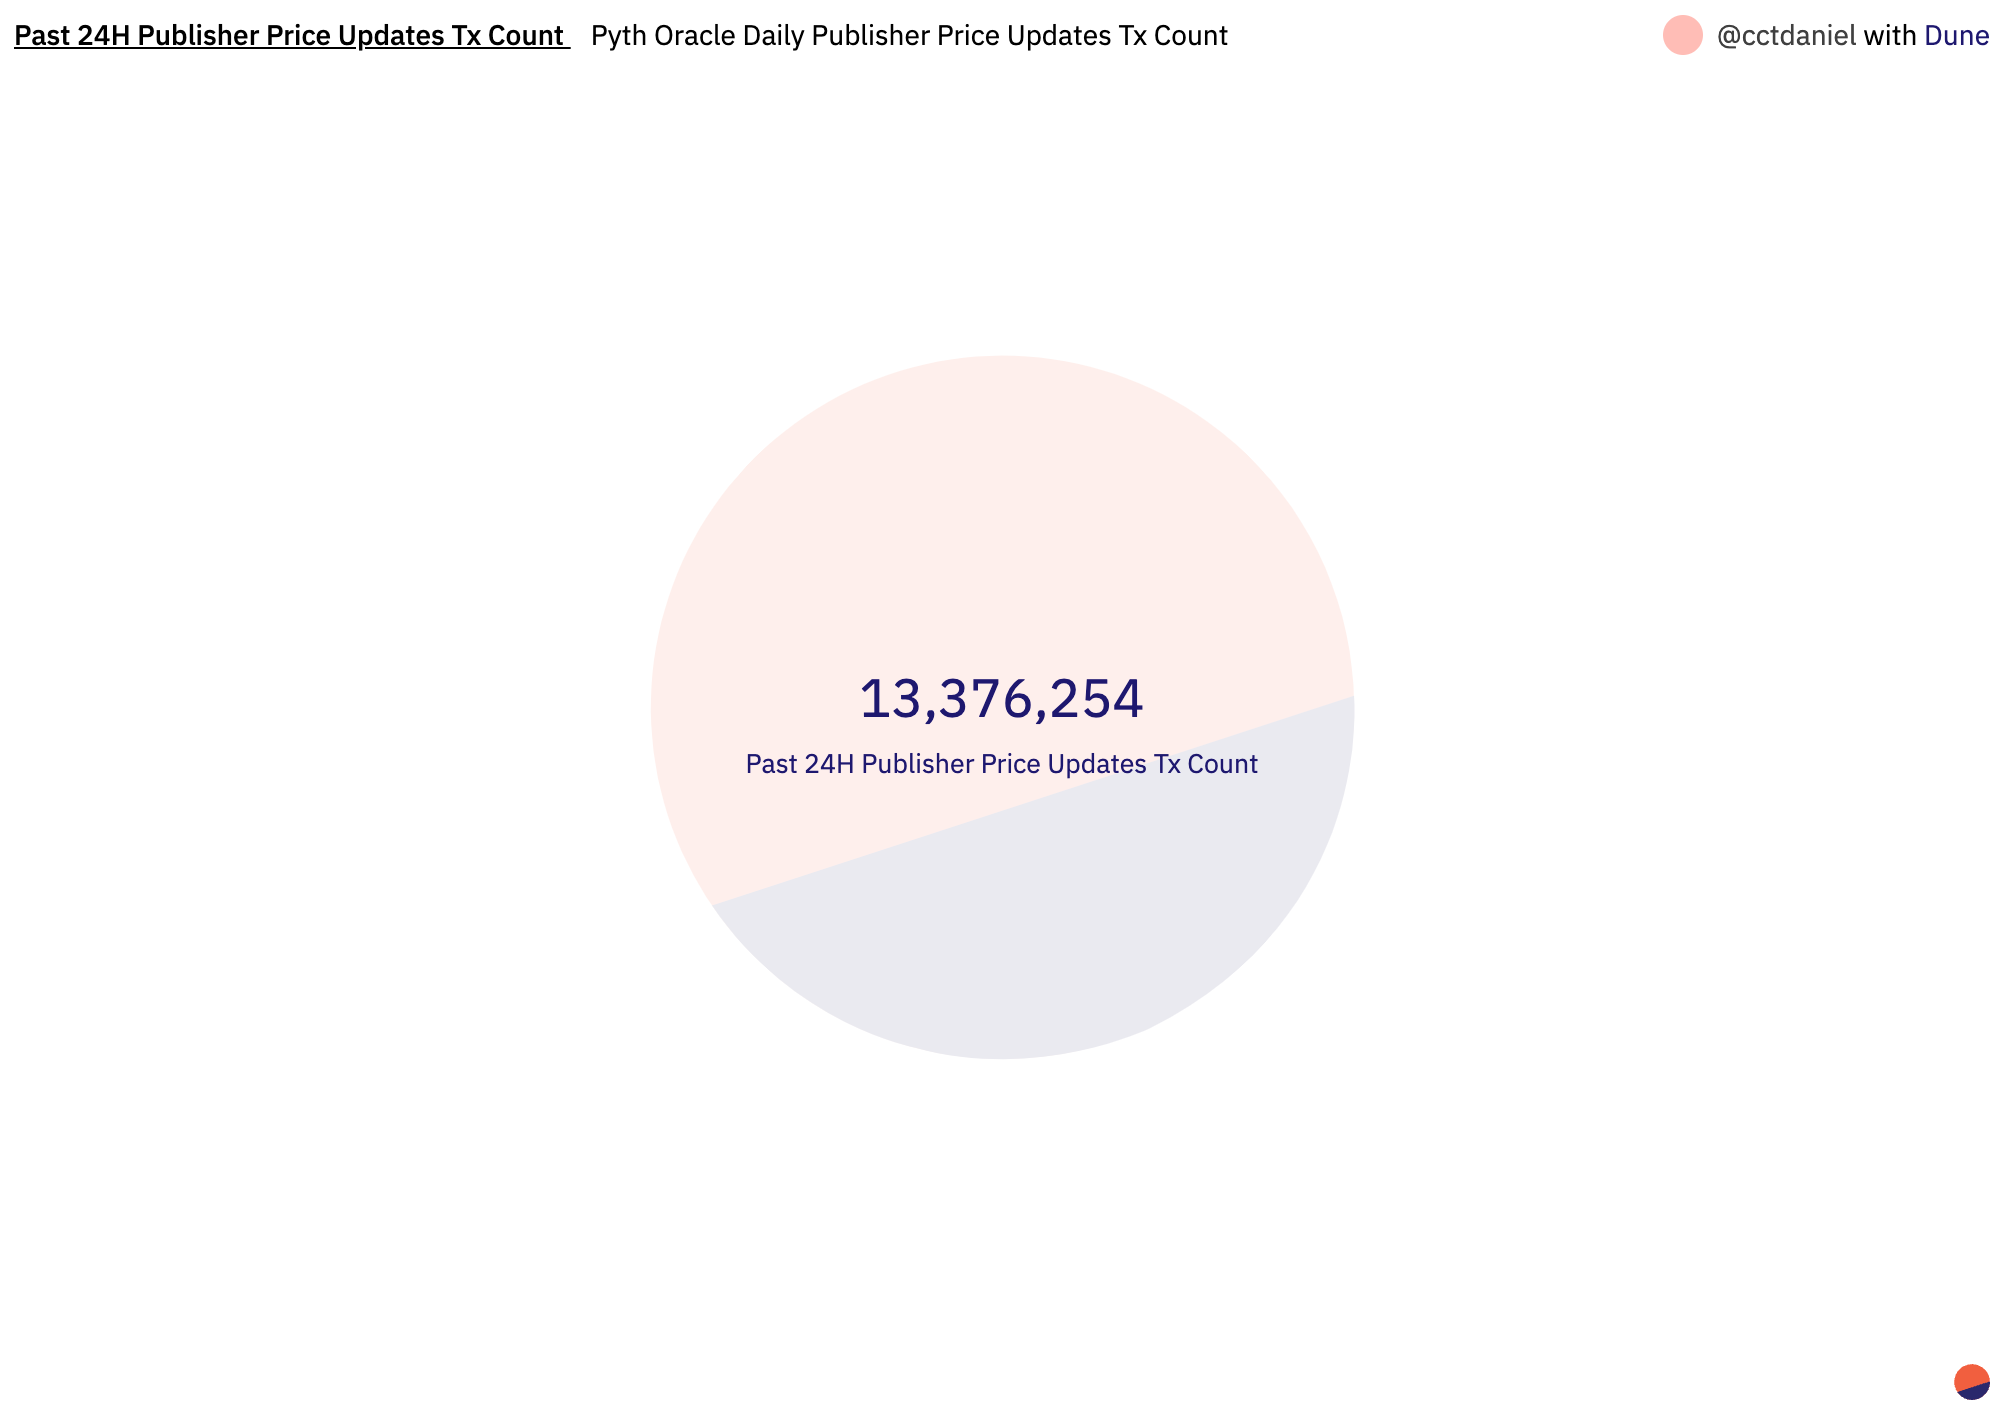 Past 24H Publisher Price Updates Tx Count Pyth Oracle Daily Publisher Price Updates Tx Count @cctdaniel with Dune
13,376,254
Past 24H Publisher Price Updates Tx Count